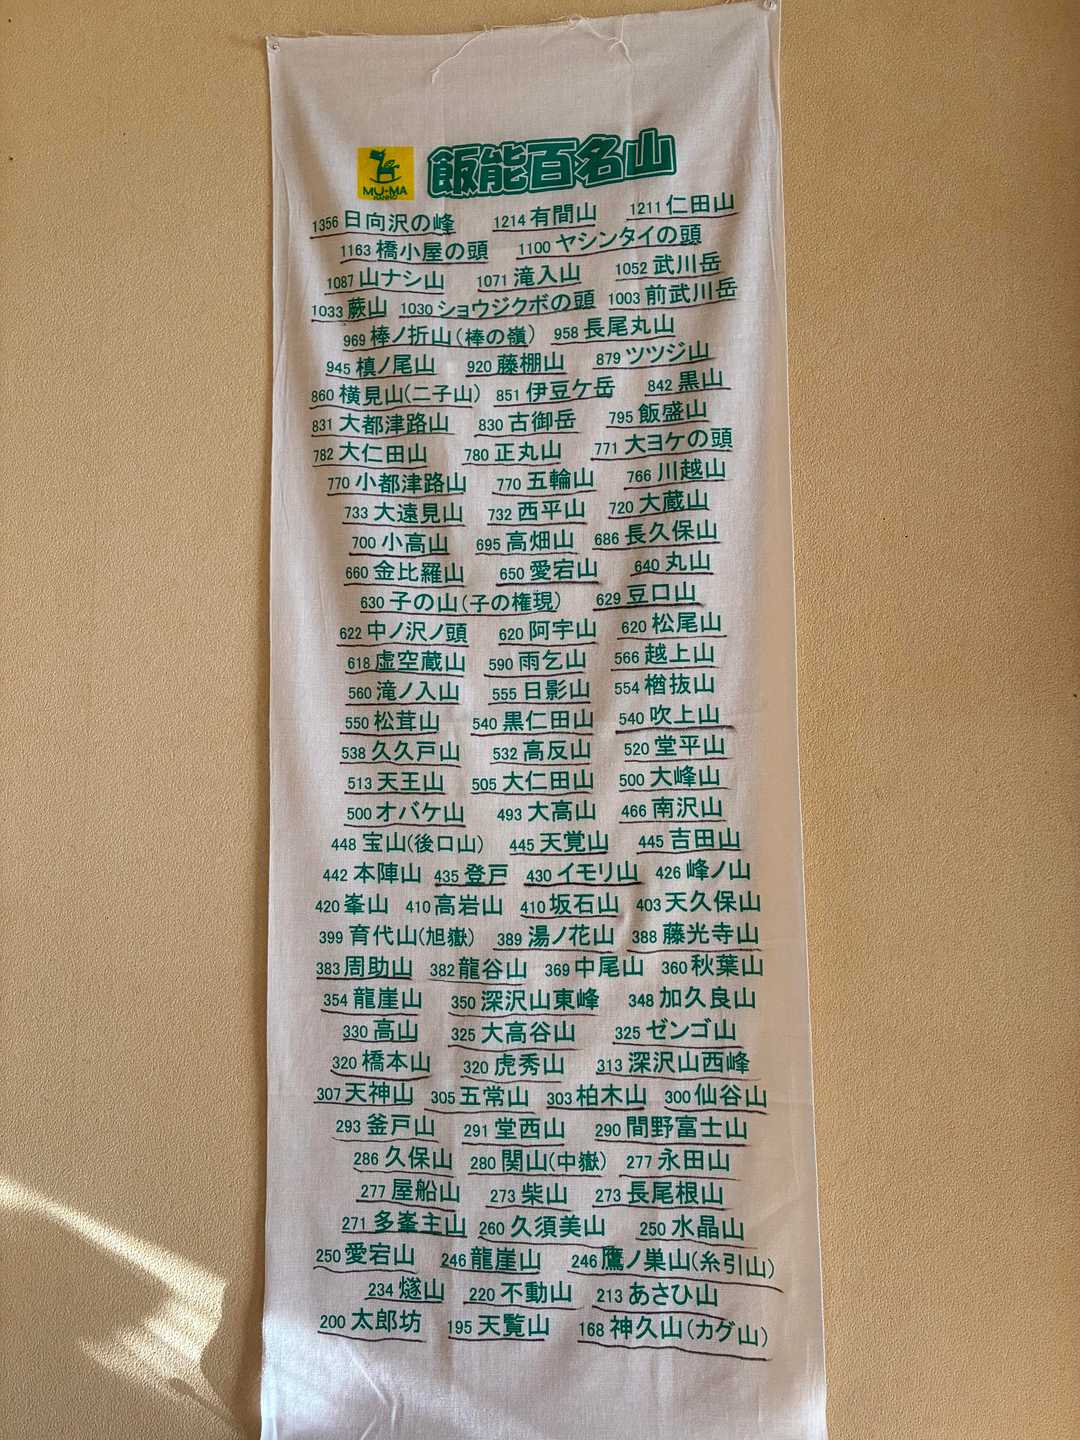 MU-MA
HANNO
飯能百名山
1356 日向沢の峰 1214 有間山 1211 仁田山
1163 橋小屋の頭 1100 ヤシンタイの頭
1087 山ナシ山 1071 滝入山 1052 武川岳
1033 蕨山 1030 ショウジクボの頭 1003 前武川岳
969 棒ノ折山(棒の嶺) 958 長尾丸山
945 槙ノ尾山 920 藤棚山 879 ツツジ山
860 横見山(二子山) 851 伊豆ケ岳 842 黒山
831 大都津路山 830 古御岳 795 飯盛山
782 大仁田山 780 正丸山 771 大ヨケの頭
770 小都津路山 770 五輪山 766 川越山
733 大遠見山 732 西平山 720 大蔵山
700 小高山 695 高畑山 686 長久保山
660 金比羅山 650 愛宕山 640 丸山
630 子の山(子の権現) 629 豆口山
622 中ノ沢ノ頭 620 阿宇山 620 松尾山
618 虚空蔵山 590 雨乞山 566 越上山
560 滝ノ入山 555 日影山 554 楢抜山
550 松茸山 540 黒仁田山 540 吹上山
538 久久戸山 532 高反山 520 堂平山
513 天王山 505 大仁田山 500 大峰山
500 オバケ山 493 大高山 466 南沢山
448 宝山(後口山) 445 天覚山 445 吉田山
442 本陣山 435 登戸 430 イモリ山 426 峰ノ山
420 峯山 410 高岩山 410 坂石山 403 天久保山
399 育代山(旭嶽) 389 湯ノ花山 388 藤光寺山
383 周助山 382 龍谷山 369 中尾山 360 秋葉山
354 龍崖山 350 深沢山東峰 348 加久良山
330 高山 325 大高谷山 325 ゼンゴ山
320 橋本山 320 虎秀山 313 深沢山西峰
307 天神山 305 五常山 303 柏木山 300 仙谷山
293 釜戸山 291 堂西山 290 間野富士山
286 久保山 280 関山(中嶽) 277 永田山
277 屋船山 273 柴山 273 長尾根山
271 多峯主山 260 久須美山 250 水晶山
250 愛宕山 246 龍崖山 246 鷹ノ巣山(糸引山)
234 燧山 220 不動山 213 あさひ山
200 太郎坊 195 天覧山 168 神久山(カグ山)